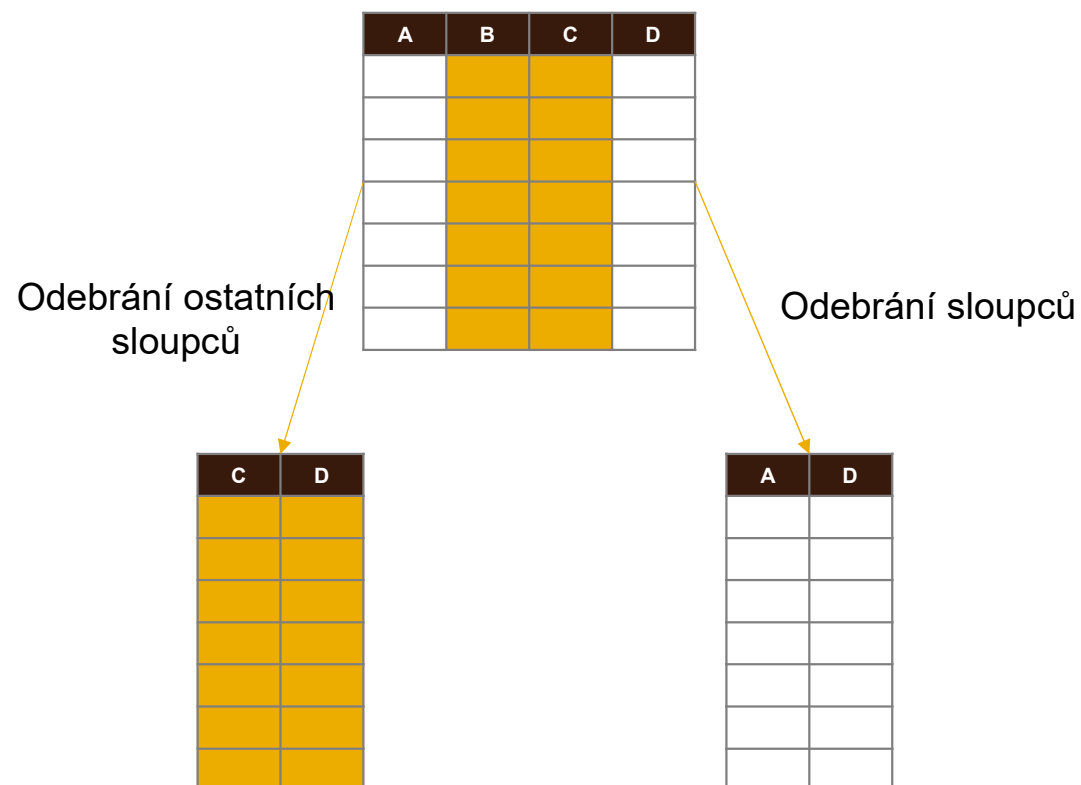 A B C D
Odebrání ostatních
sloupců
Odebrání sloupců
C D
A D